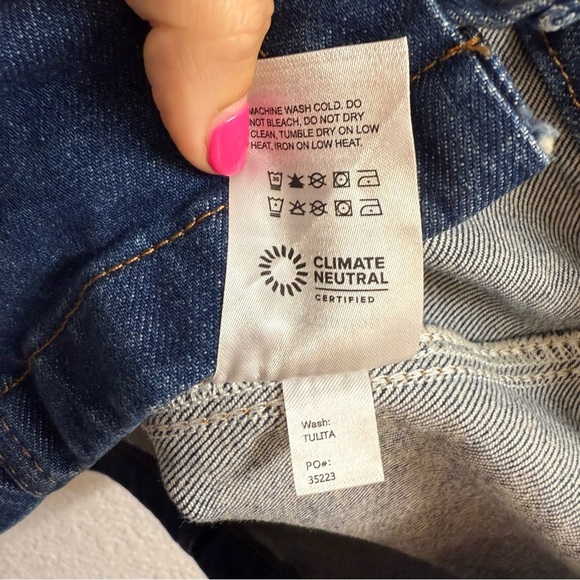 MACHINE WASH COLD. DO
NOT BLEACH, DO NOT DRY
CLEAN, TUMBLE DRY ON LOW
HEAT, IRON ON LOW HEAT.
CLIMATE
NEUTRAL
CERTIFIED
Wash:
TULITA
PO#:
35223